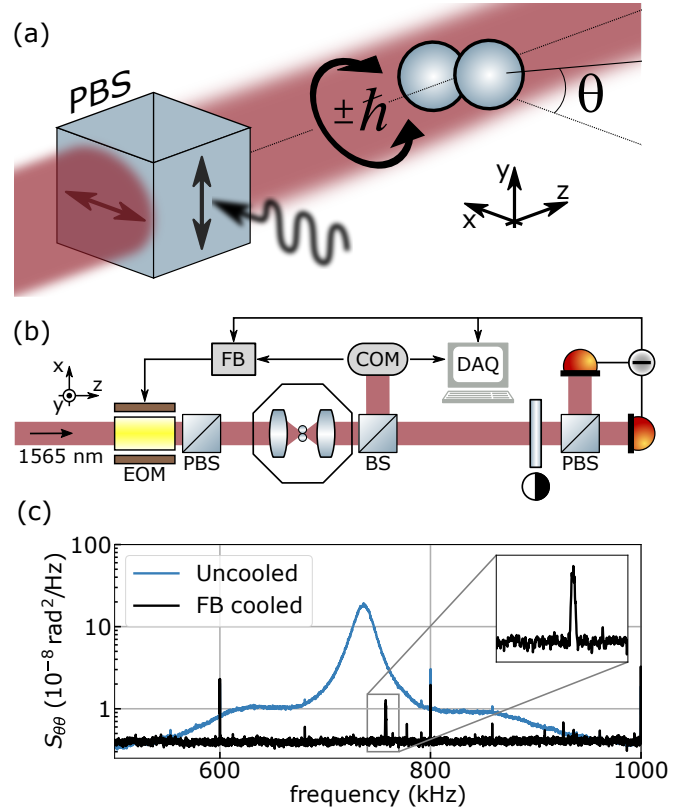 (a)
PBS
±ħ
θ
y
x
z
(b)
x
y
z
FB
COM
DAQ
−
1565 nm
EOM
PBS
BS
PBS
(c)
100
10
1
Sθθ (10⁻⁸ rad²/Hz)
Uncooled
FB cooled
600
800
1000
frequency (kHz)